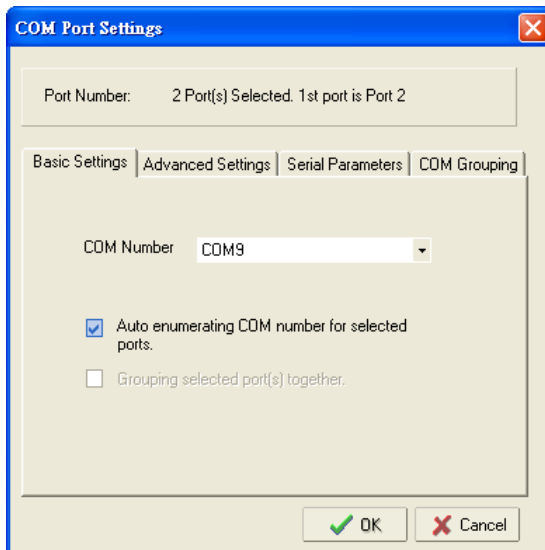 COM Port Settings
Port Number: 2 Port(s) Selected. 1st port is Port 2
Basic Settings Advanced Settings Serial Parameters COM Grouping
COM Number COM9
Auto enumerating COM number for selected
ports.
Grouping selected port(s) together.
OK Cancel